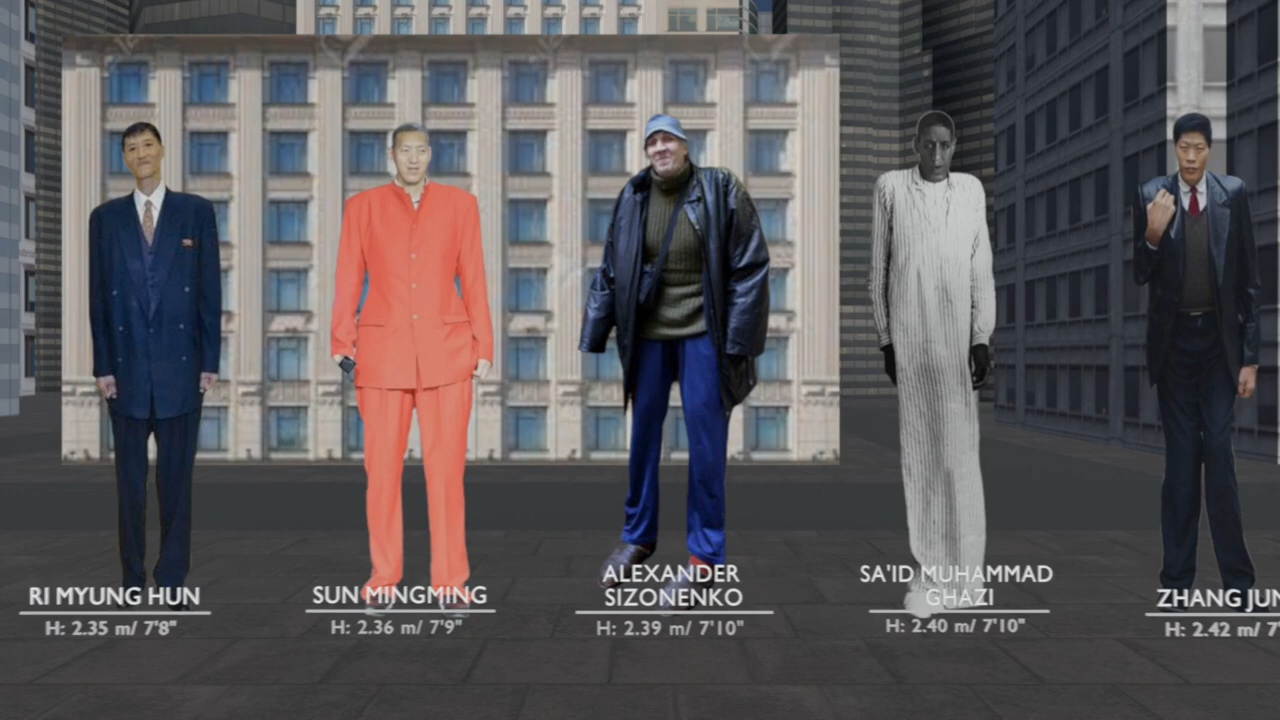 RI MYUNG HUN
H: 2.35 m/ 7'8"
SUN MINGMING
H: 2.36 m/ 7'9"
ALEXANDER
SIZONENKO
H: 2.39 m/ 7'10"
SA'ID MUHAMMAD
GHAZI
H: 2.40 m/ 7'10"
ZHANG JUN
H: 2.42 m/ 7'